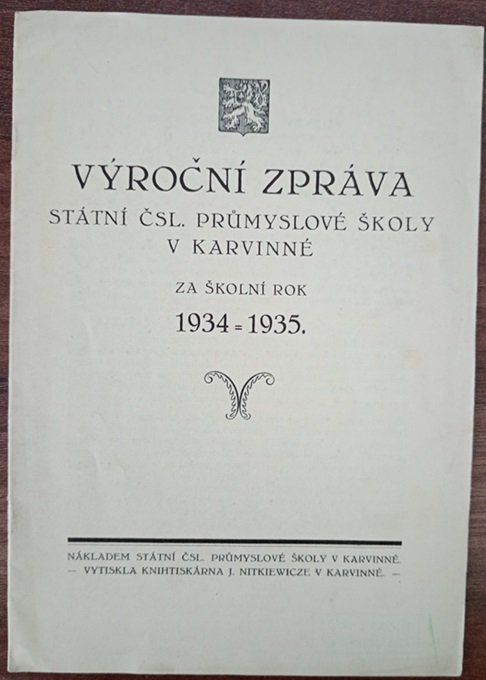 VÝROČNÍ ZPRÁVA
STÁTNÍ ČSL. PRŮMYSLOVÉ ŠKOLY
V KARVINNÉ
ZA ŠKOLNÍ ROK
1934=1935.
NÁKLADEM STÁTNÍ ČSL. PRŮMYSLOVÉ ŠKOLY V KARVINNÉ.
— VYTISKLA KNIHTISKÁRNA J. NITKIEWICZE V KARVINNÉ. —